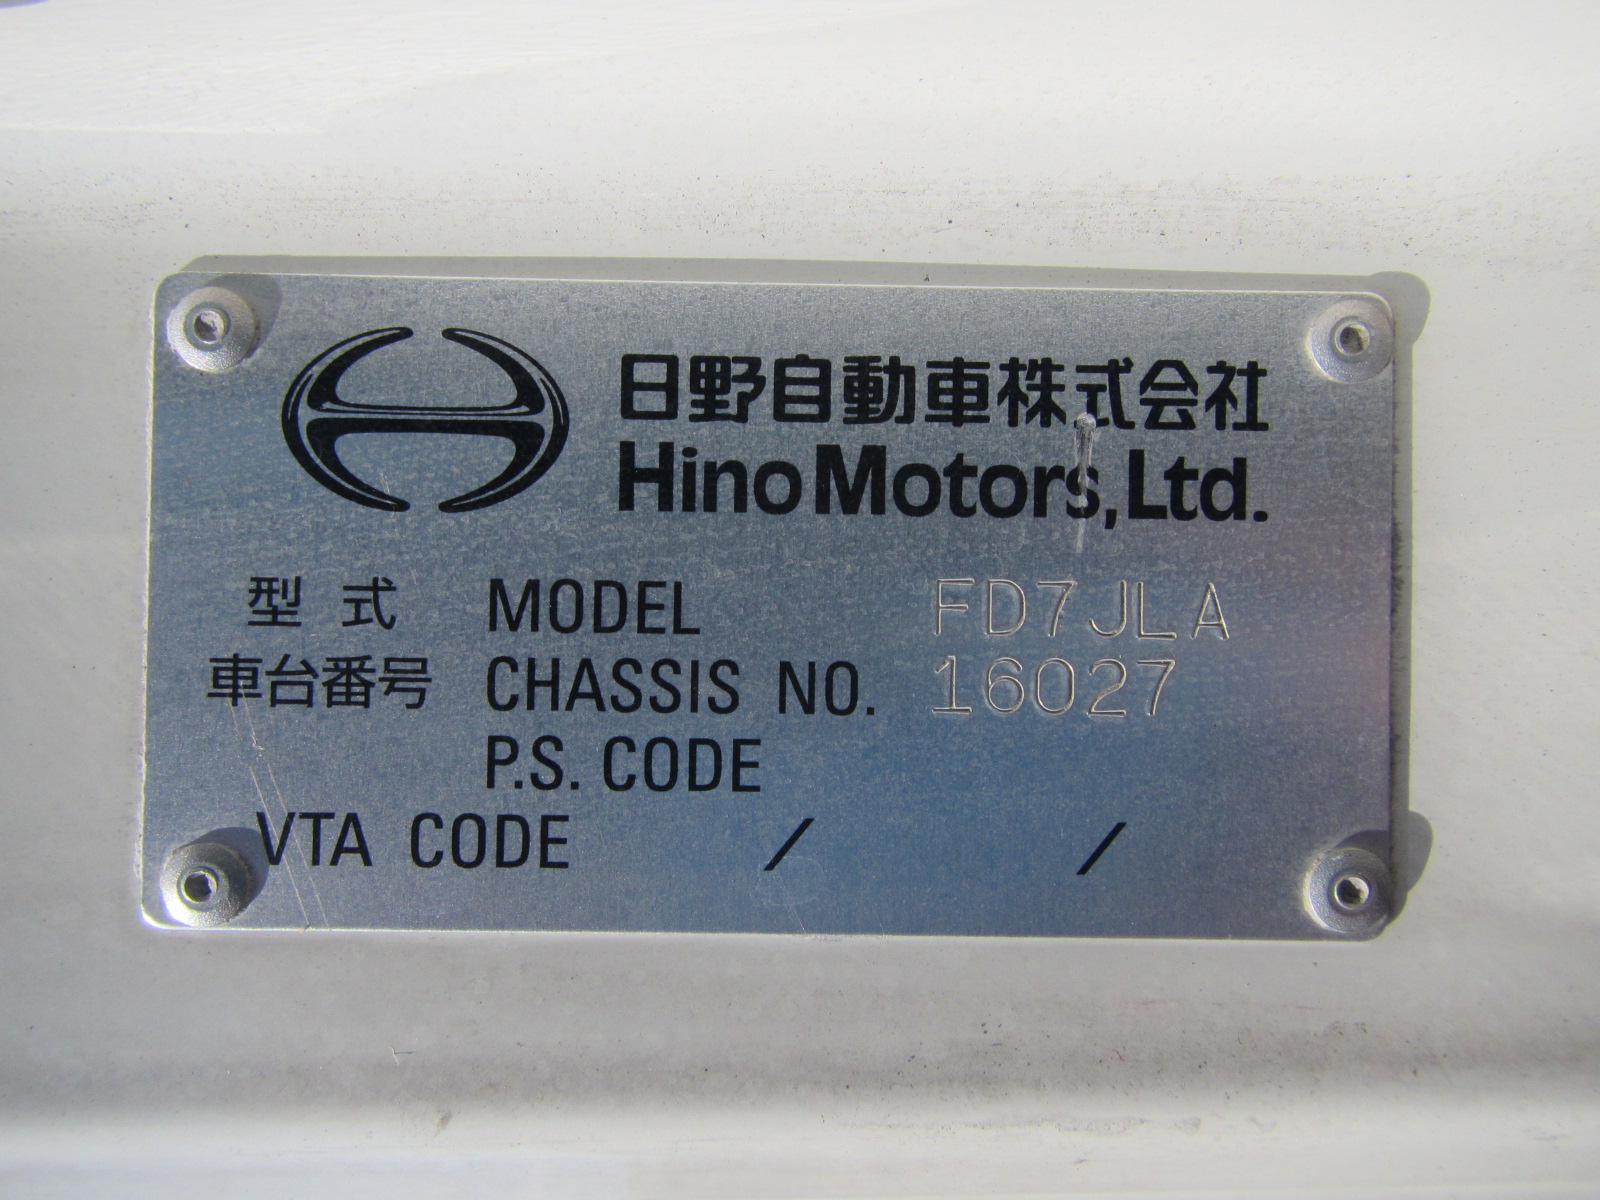 日野自動車株式会社
Hino Motors, Ltd.
型式 MODEL FD7JLA
車台番号 CHASSIS NO. 16027
P.S. CODE
VTA CODE / /